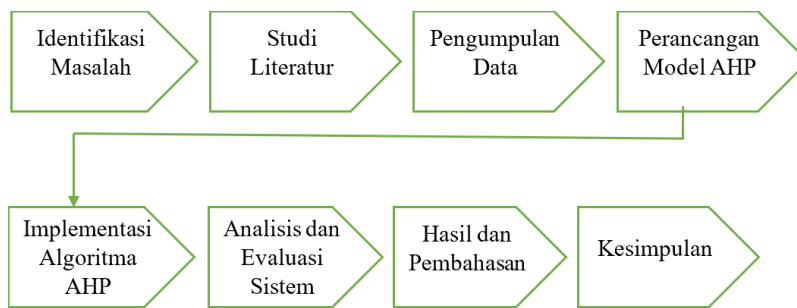 Identifikasi
Masalah
Studi
Literatur
Pengumpulan
Data
Perancangan
Model AHP
Implementasi
Algoritma
AHP
Analisis dan
Evaluasi
Sistem
Hasil dan
Pembahasan
Kesimpulan